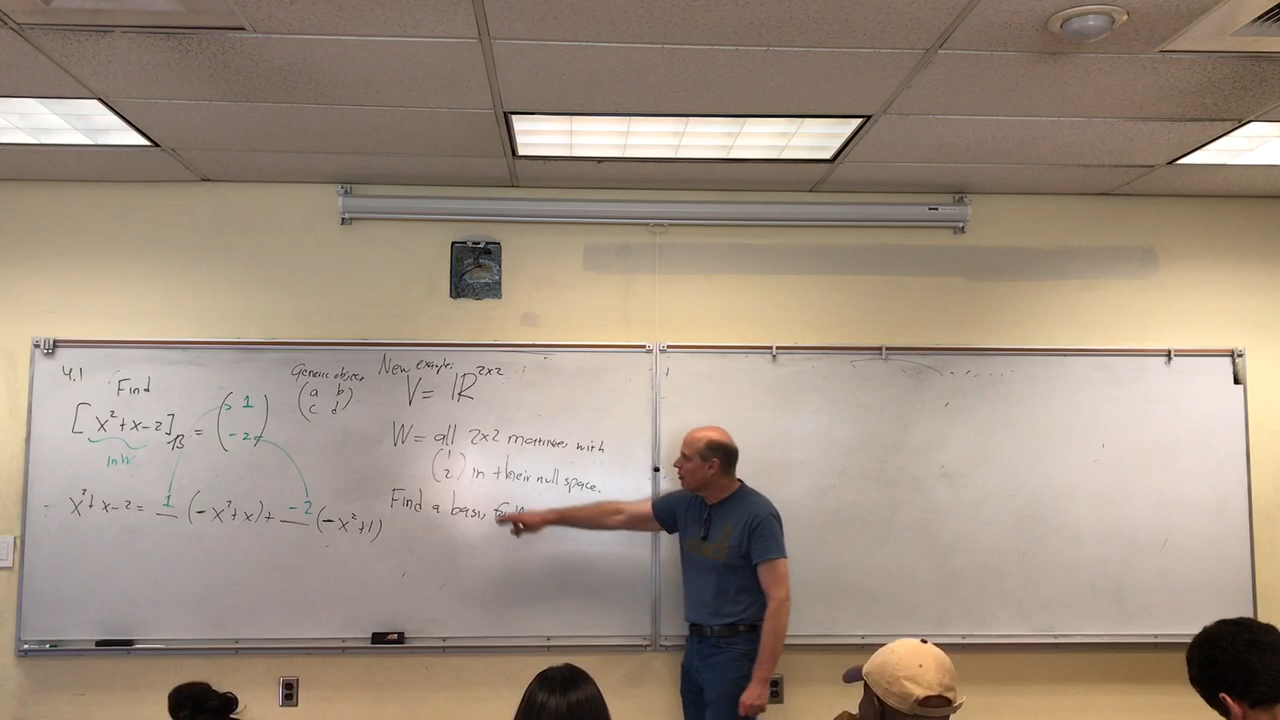 4.1
Find
[x²+x-2]_B = (1
-2)
in W
x²+x-2 = 1 (-x²+x) + -2 (-x²+1)
Generic object
(a b
c d)
New example:
V = ℝ^2x2
W = all 2x2 matrices with
(1
2) in their null space.
Find a basis for